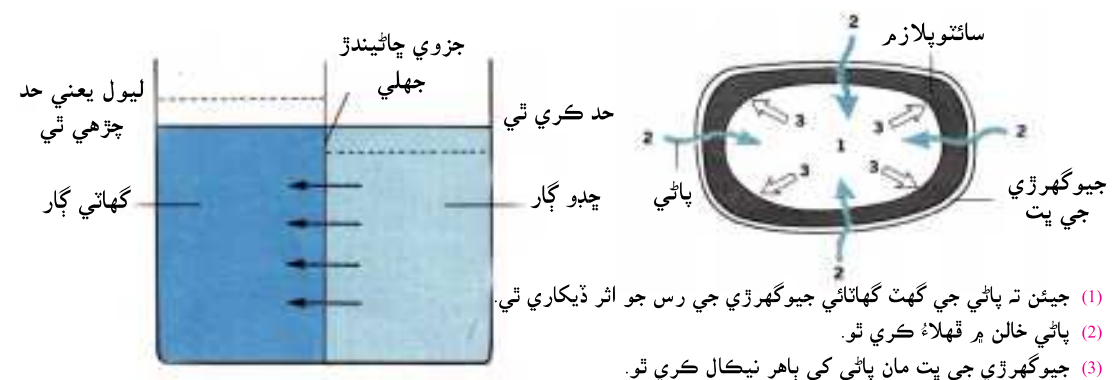 ليول يعني حد
چڙهي ٿي
گهاٽي ڳار
جزوي ڇاڻيندڙ
جهلي
حد ڪري ٿي
ڇڊو ڳار
سائٽوپلازم
پاڻي
جيوگهرڙي
جي ڀت
2
2
2
2
3
3
3
3
1
(1) جيئن تہ پاڻي جي گهٽ گهاٽائي جيوگهرڙي جي رس جو اثر ڏيکاري ٿي.
(2) پاڻي خالن ۾ ڦهلاءُ ڪري ٿو.
(3) جيوگهرڙي جي ڀت مان پاڻي کي ٻاهر نيڪال ڪري ٿو.